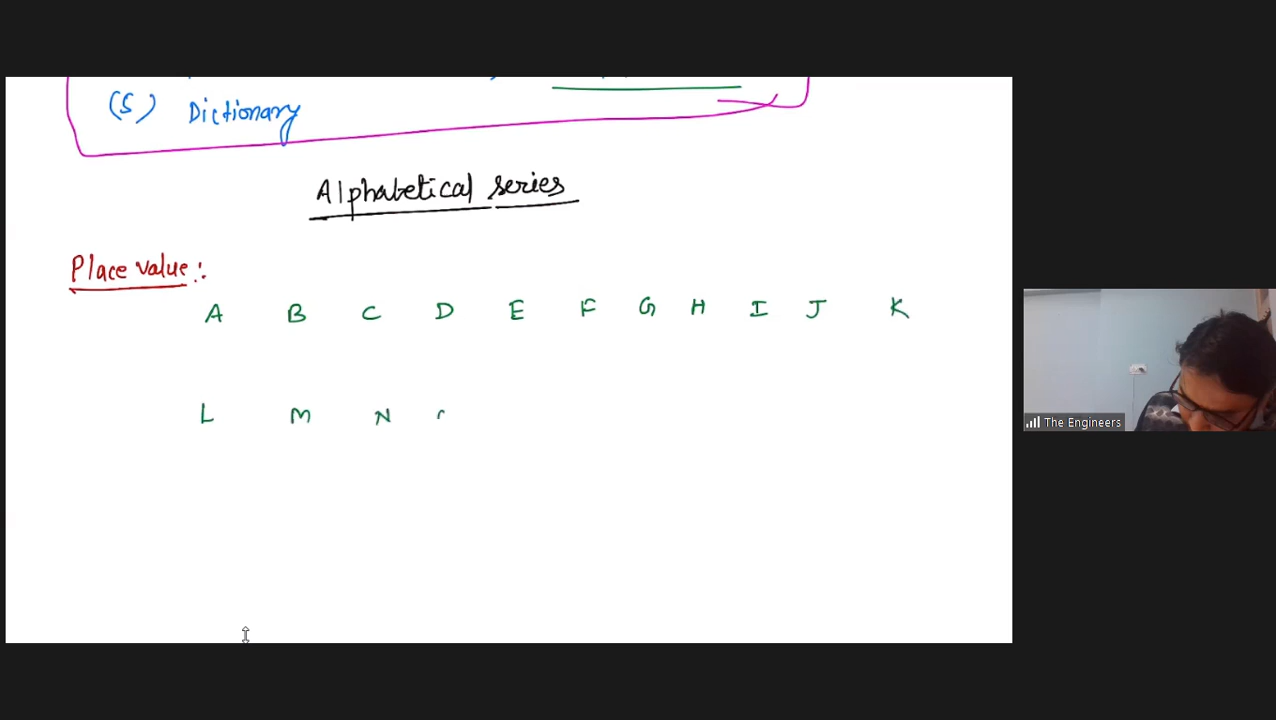 (5) Dictionary
Alphabetical series
Place value :
A B C D E F G H I J K
L M N
The Engineers